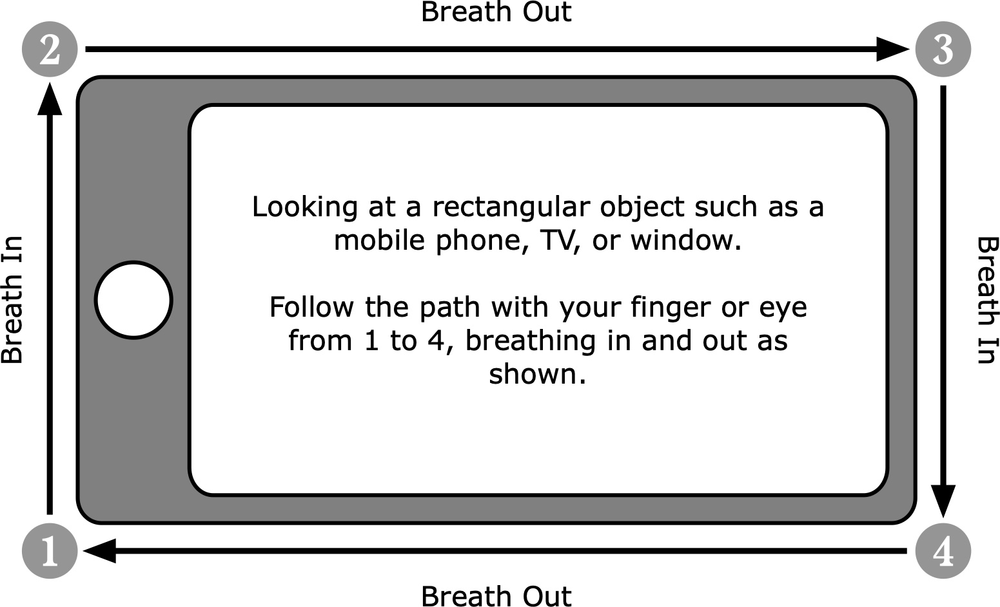 Breath Out
2
3
Breath In
Looking at a rectangular object such as a
mobile phone, TV, or window.
Follow the path with your finger or eye
from 1 to 4, breathing in and out as
shown.
Breath In
1
4
Breath Out